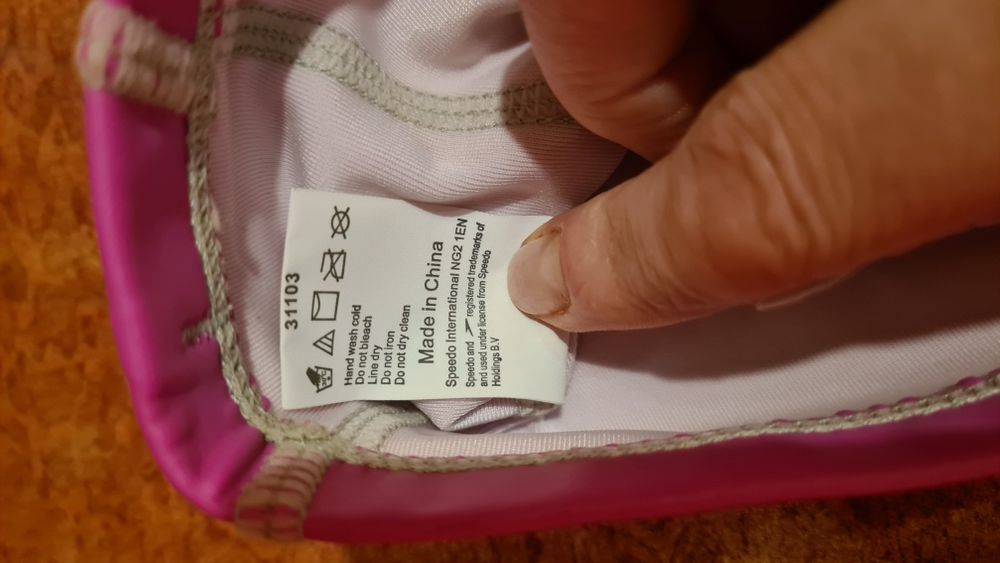 31103
Hand wash cold
Do not bleach
Line dry
Do not iron
Do not dry clean
Made in China
Speedo International NG2 1EN
Speedo and registered trademarks of
and used under license from Speedo
Holdings B.V